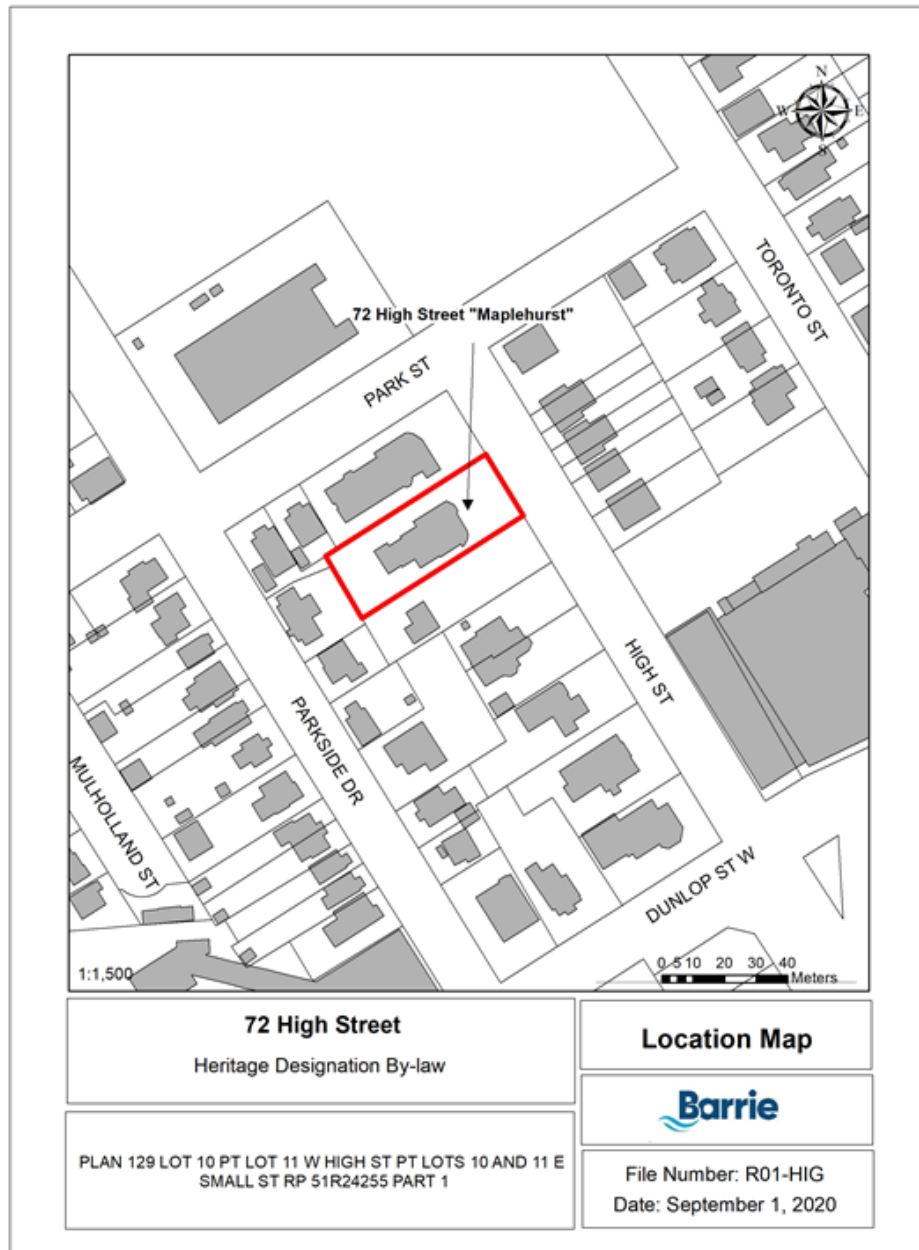 N
W E
S
TORONTO ST
72 High Street "Maplehurst"
PARK ST
HIGH ST
PARKSIDE DR
MULHOLLAND ST
DUNLOP ST W
1:1,500
0 5 10 20 30 40
Meters
72 High Street
Heritage Designation By-law
PLAN 129 LOT 10 PT LOT 11 W HIGH ST PT LOTS 10 AND 11 E
SMALL ST RP 51R24255 PART 1
Location Map
Barrie
File Number: R01-HIG
Date: September 1, 2020